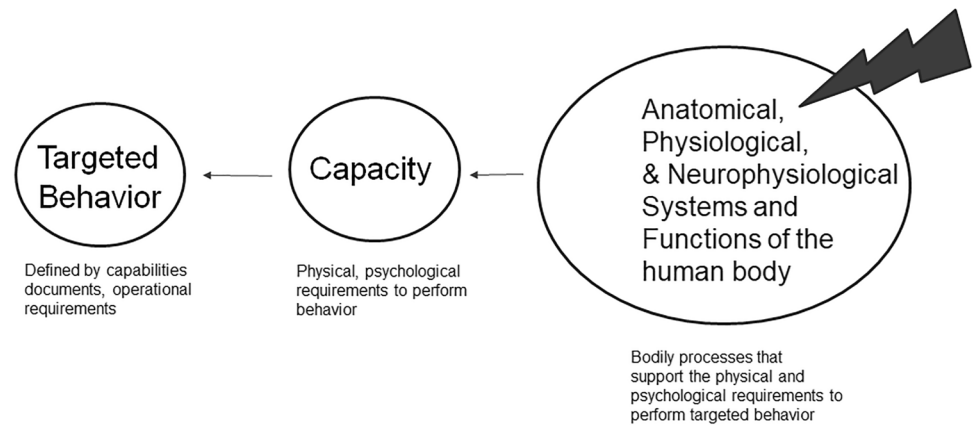 Targeted
Behavior
Defined by capabilities
documents, operational
requirements
Capacity
Physical, psychological
requirements to perform
behavior
Anatomical,
Physiological,
& Neurophysiological
Systems and
Functions of the
human body
Bodily processes that
support the physical and
psychological requirements to
perform targeted behavior